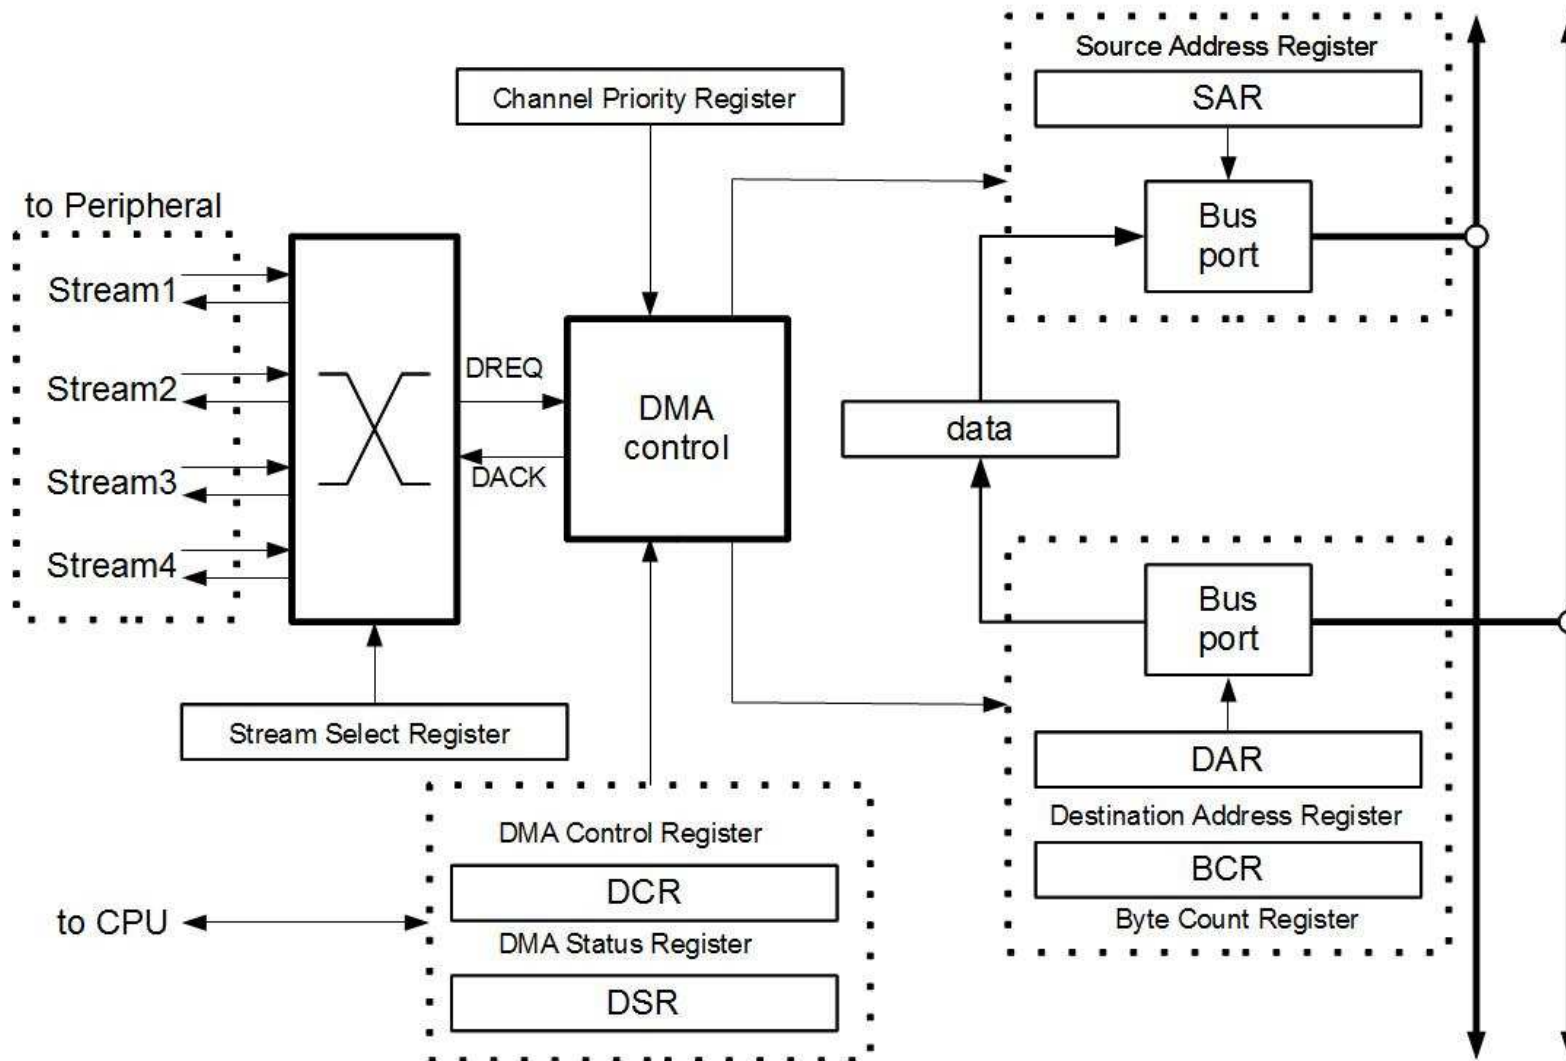 Source Address Register
SAR
Channel Priority Register
to Peripheral
Bus
port
Stream1
Stream2
DREQ
DMA
control
data
Stream3
DACK
Stream4
Bus
port
Stream Select Register
DAR
Destination Address Register
DMA Control Register
BCR
DCR
to CPU
Byte Count Register
DMA Status Register
DSR